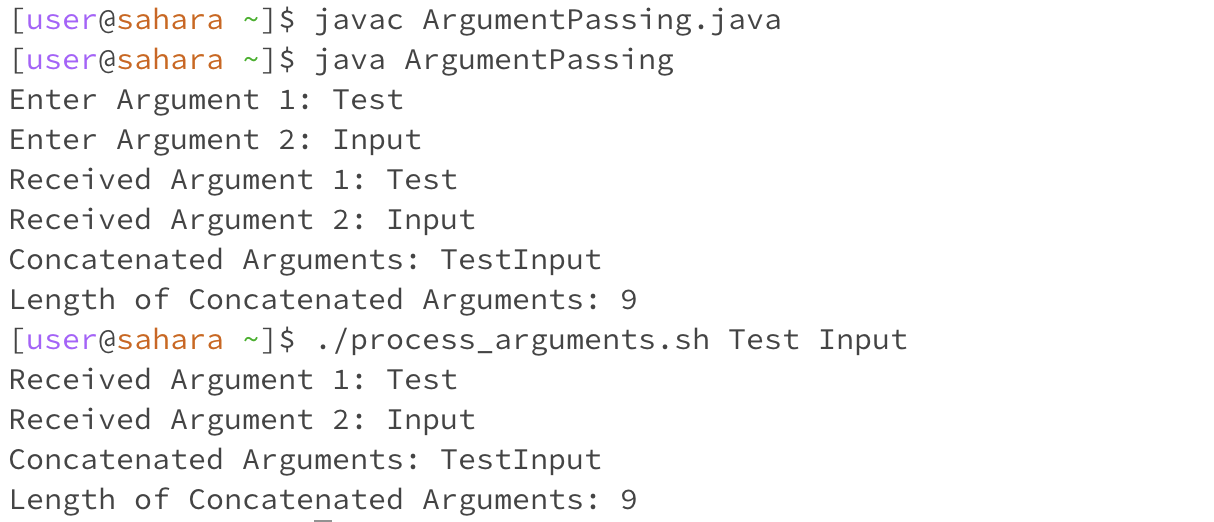 [user@sahara ~]$ javac ArgumentPassing.java
[user@sahara ~]$ java ArgumentPassing
Enter Argument 1: Test
Enter Argument 2: Input
Received Argument 1: Test
Received Argument 2: Input
Concatenated Arguments: TestInput
Length of Concatenated Arguments: 9
[user@sahara ~]$ ./process_arguments.sh Test Input
Received Argument 1: Test
Received Argument 2: Input
Concatenated Arguments: TestInput
Length of Concatenated Arguments: 9